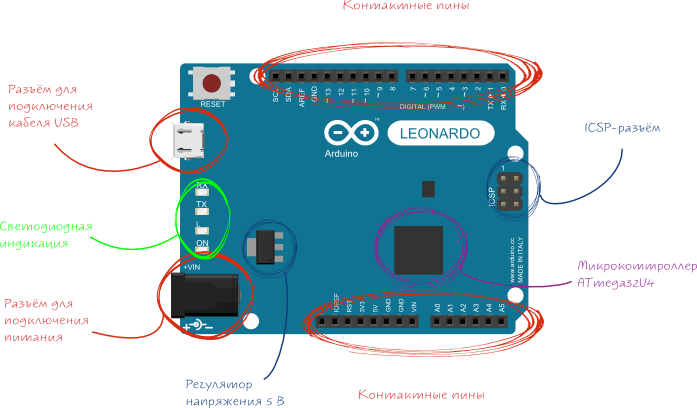 Контактные пины
Разъём для
подключения
кабеля USB
RESET
SCL
SDA
AREF
GND
~13
12
~11
~10
~9
8
7
~6
~5
4
~3
2
TX 1
RX 0
DIGITAL (PWM ~)
™
Arduino
LEONARDO
ICSP-разъём
1
ICSP
RX
TX
L
ON
Светодиодная
индикация
+VIN
+ -
Разъём для
подключения
питания
www.arduino.cc
MADE IN ITALY
Микроконтроллер
ATmega32U4
IOREF
RST
3V3
5V
GND
GND
VIN
A0
A1
A2
A3
A4
A5
Регулятор
напряжения 5 В
Контактные пины